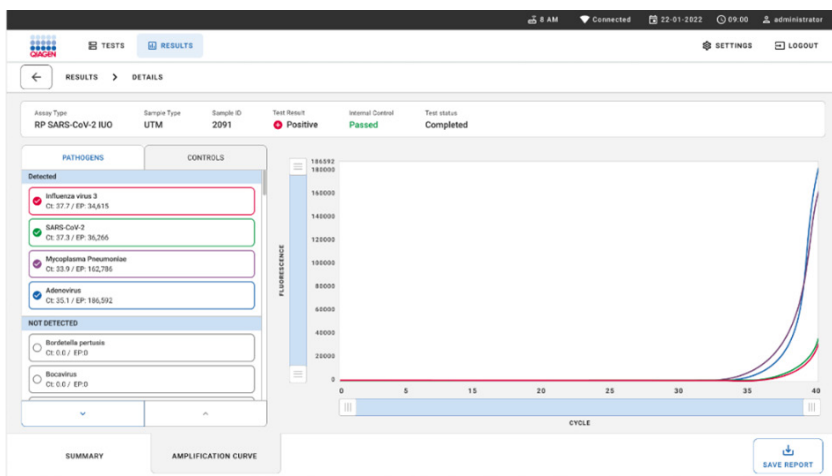 8 AM Connected 22-01-2022 09:00 administrator
QIAGEN TESTS RESULTS SETTINGS LOGOUT
RESULTS > DETAILS
Assay Type Sample Type Sample ID Test Result Internal Control Test status
RP SARS-CoV-2 IUO UTM 2091 Positive Passed Completed
PATHOGENS CONTROLS
Detected
Influenza virus 3
Ct: 37.7 / EP: 34,615
SARS-CoV-2
Ct: 37.3 / EP: 36,266
Mycoplasma Pneumoniae
Ct: 33.9 / EP: 162,786
Adenovirus
Ct: 35.1 / EP: 186,592
NOT DETECTED
Bordetella pertusis
Ct: 0.0 / EP:0
Bocavirus
Ct: 0.0 / EP:0
FLUORESCENCE
186592
180000
160000
140000
120000
100000
80000
60000
40000
20000
0
0 5 15 20 25 30 35 40
CYCLE
SUMMARY AMPLIFICATION CURVE SAVE REPORT